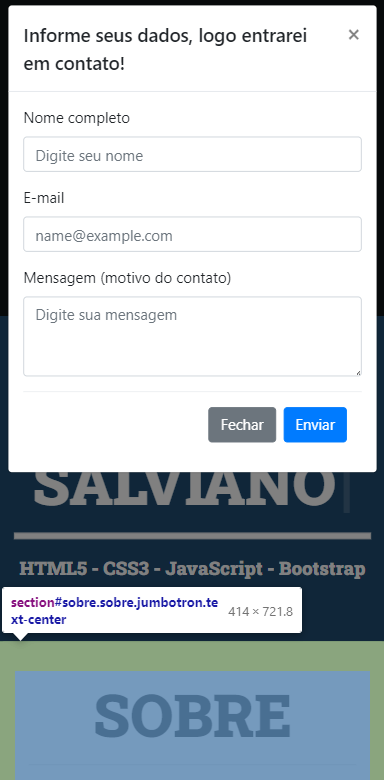 Informe seus dados, logo entrarei
em contato!
×
Nome completo
Digite seu nome
E-mail
name@example.com
Mensagem (motivo do contato)
Digite sua mensagem
Fechar
Enviar
SALVIANO
HTML5 - CSS3 - JavaScript - Bootstrap
section#sobre.sobre.jumbotron.te
xt-center
414 × 721.8
SOBRE